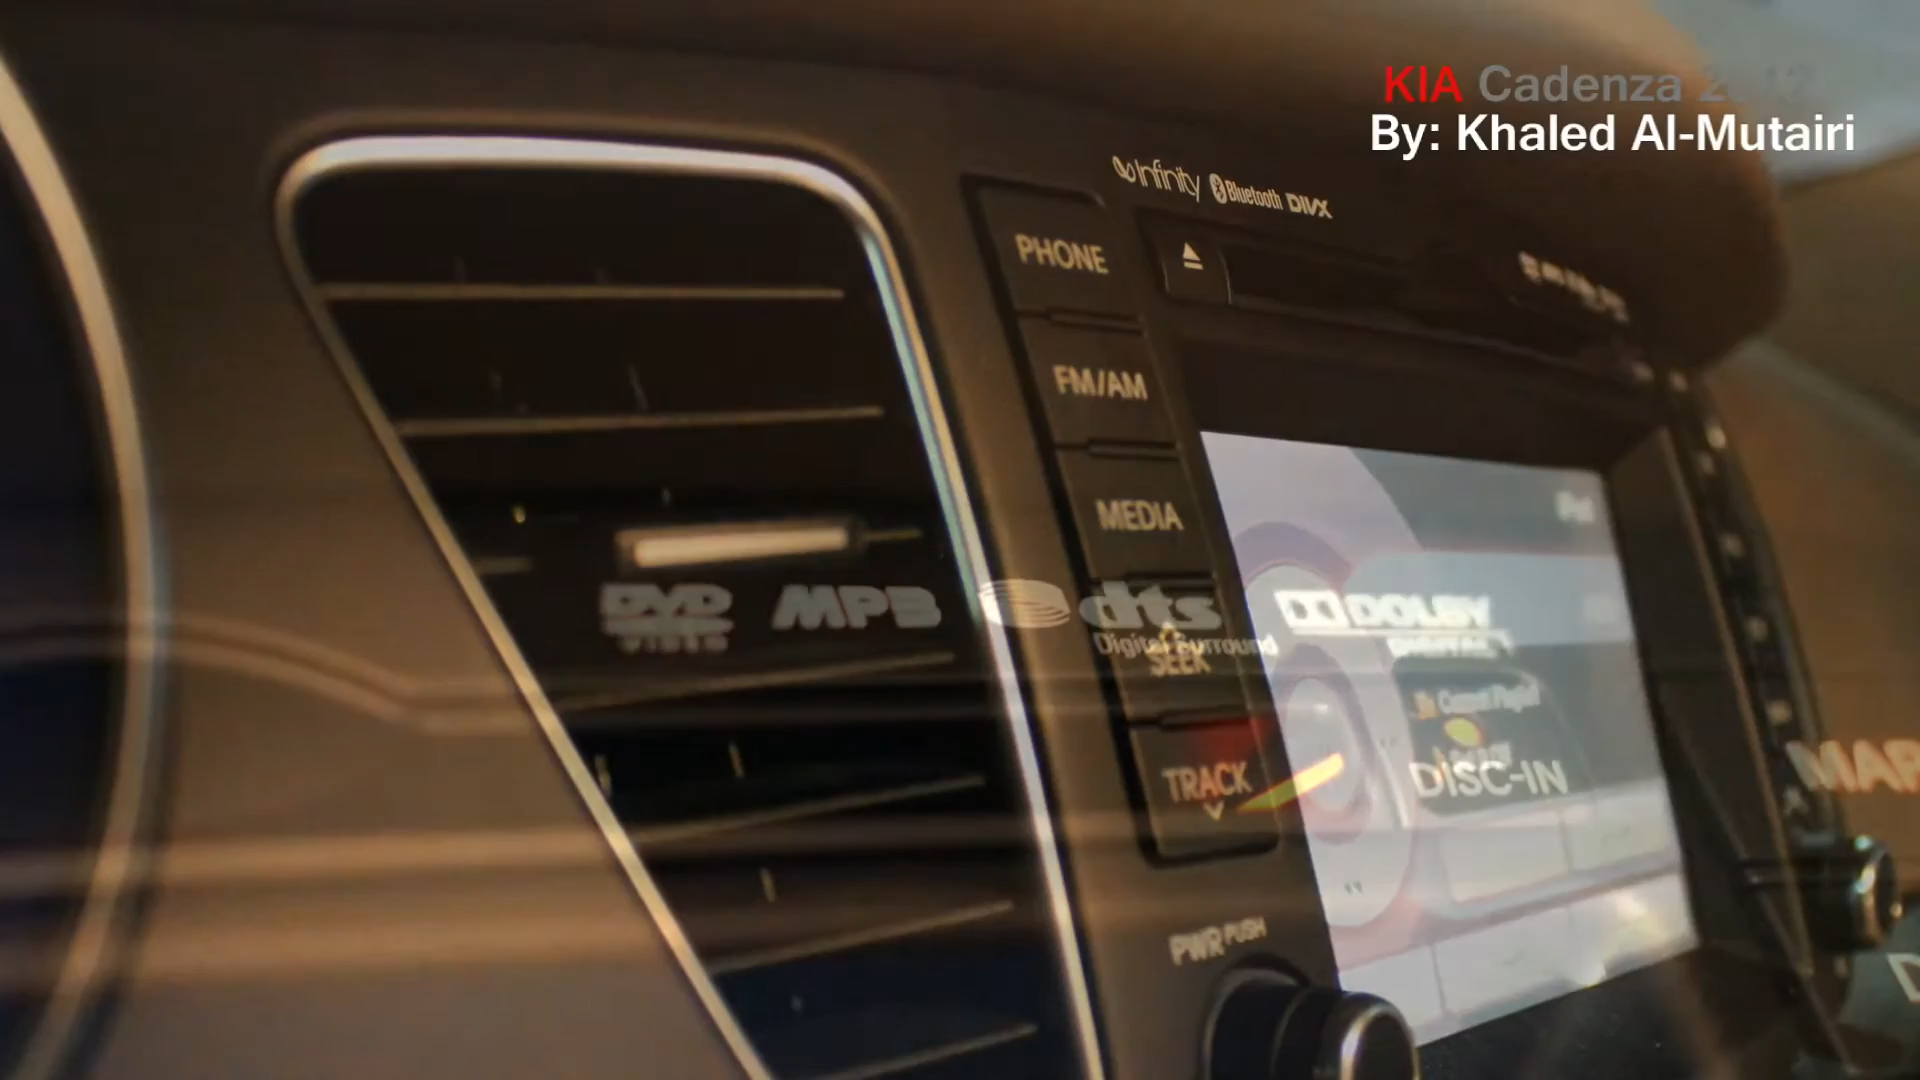 KIA Cadenza
By: Khaled Al-Mutairi
Infinity Bluetooth DIVX
PHONE
FM/AM
MEDIA
DVD VIDEO
dts
Digital Surround
DOLBY
DIGITAL
SEEK
TRACK
DISC-IN
PWR PUSH